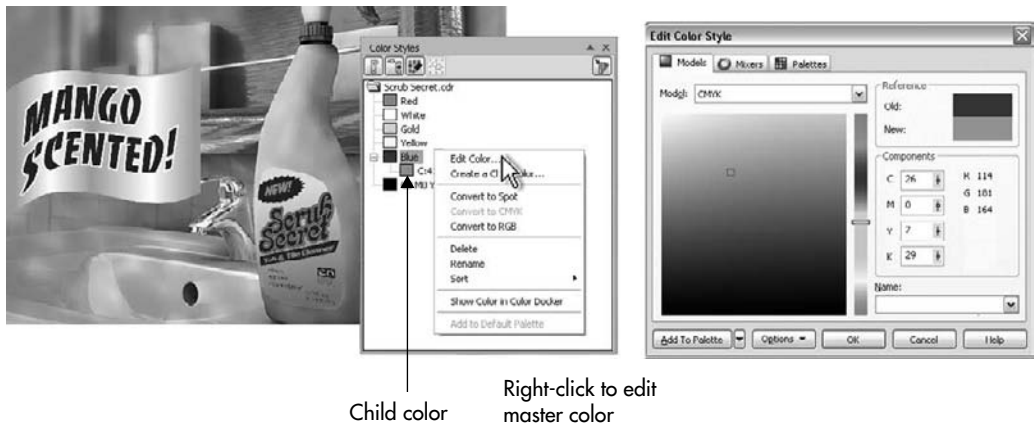 MANGO
SCENTED!
NEW!
Scrub
Secret
Color Styles
Scrub Secret.cdr
Red
White
Gold
Yellow
Blue
C:4
Edit Color...
Create a
Convert to Spot
Convert to CMYK
Convert to RGB
Delete
Rename
Sort
Show Color in Color Docker
Add to Default Palette
Edit Color Style
Models Mixers Palettes
Model: CMYK
Reference
Old:
New:
Components
C 26 R 114
M 0 G 181
Y 7 B 164
K 29
Name:
Add To Palette Options OK Cancel Help
Child color
Right-click to edit
master color